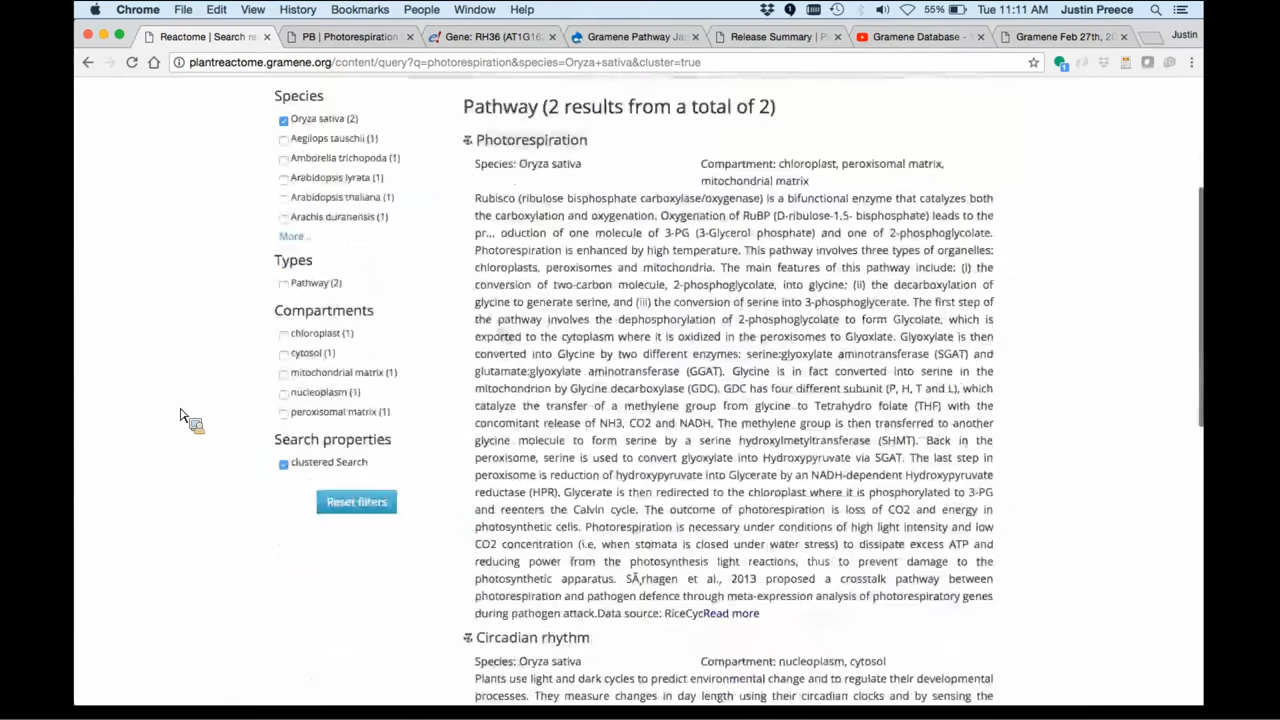 Chrome File Edit View History Bookmarks People Window Help 55% Tue 11:11 AM Justin Preece
Reactome | Search re × PB | Photorespiration × Gene: RH36 (AT1G16 × Gramene Pathway Ja × Release Summary | P × Gramene Database - × Gramene Feb 27th, 2 × Justin
plantreactome.gramene.org/content/query?q=photorespiration&species=Oryza+sativa&cluster=true
Species
Oryza sativa (2)
Aegilops tauschii (1)
Amborella trichopoda (1)
Arabidopsis lyrata (1)
Arabidopsis thaliana (1)
Arachis duranensis (1)
More...
Types
Pathway (2)
Compartments
chloroplast (1)
cytosol (1)
mitochondrial matrix (1)
nucleoplasm (1)
peroxisomal matrix (1)
Search properties
clustered Search
Reset filters
Pathway (2 results from a total of 2)
Photorespiration
Species: Oryza sativa Compartment: chloroplast, peroxisomal matrix,
mitochondrial matrix
Rubisco (ribulose bisphosphate carboxylase/oxygenase) is a bifunctional enzyme that catalyzes both
the carboxylation and oxygenation. Oxygenation of RuBP (D-ribulose-1,5- bisphosphate) leads to the
pr... oduction of one molecule of 3-PG (3-Glycerol phosphate) and one of 2-phosphoglycolate.
Photorespiration is enhanced by high temperature. This pathway involves three types of organelles:
chloroplasts, peroxisomes and mitochondria. The main features of this pathway include: (i) the
conversion of two-carbon molecule, 2-phosphoglycolate, into glycine; (ii) the decarboxylation of
glycine to generate serine, and (iii) the conversion of serine into 3-phosphoglycerate. The first step of
the pathway involves the dephosphorylation of 2-phosphoglycolate to form Glycolate, which is
exported to the cytoplasm where it is oxidized in the peroxisomes to Glyoxlate. Glyoxylate is then
converted into Glycine by two different enzymes: serine:glyoxylate aminotransferase (SGAT) and
glutamate:glyoxylate aminotransferase (GGAT). Glycine is in fact converted into serine in the
mitochondrion by Glycine decarboxylase (GDC). GDC has four different subunit (P, H, T and L), which
catalyze the transfer of a methylene group from glycine to Tetrahydro folate (THF) with the
concomitant release of NH3, CO2 and NADH. The methylene group is then transferred to another
glycine molecule to form serine by a serine hydroxylmetyltransferase (SHMT). Back in the
peroxisome, serine is used to convert glyoxylate into Hydroxypyruvate via SGAT. The last step in
peroxisome is reduction of hydroxypyruvate into Glycerate by an NADH-dependent Hydroxypyruvate
reductase (HPR). Glycerate is then redirected to the chloroplast where it is phosphorylated to 3-PG
and reenters the Calvin cycle. The outcome of photorespiration is loss of CO2 and energy in
photosynthetic cells. Photorespiration is necessary under conditions of high light intensity and low
CO2 concentration (i.e, when stomata is closed under water stress) to dissipate excess ATP and
reducing power from the photosynthesis light reactions, thus to prevent damage to the
photosynthetic apparatus. SÃ¸rhagen et al., 2013 proposed a crosstalk pathway between
photorespiration and pathogen defence through meta-expression analysis of photorespiratory genes
during pathogen attack.Data source: RiceCycRead more
Circadian rhythm
Species: Oryza sativa Compartment: nucleoplasm, cytosol
Plants use light and dark cycles to predict environmental change and to regulate their developmental
processes. They measure changes in day length using their circadian clocks and by sensing the